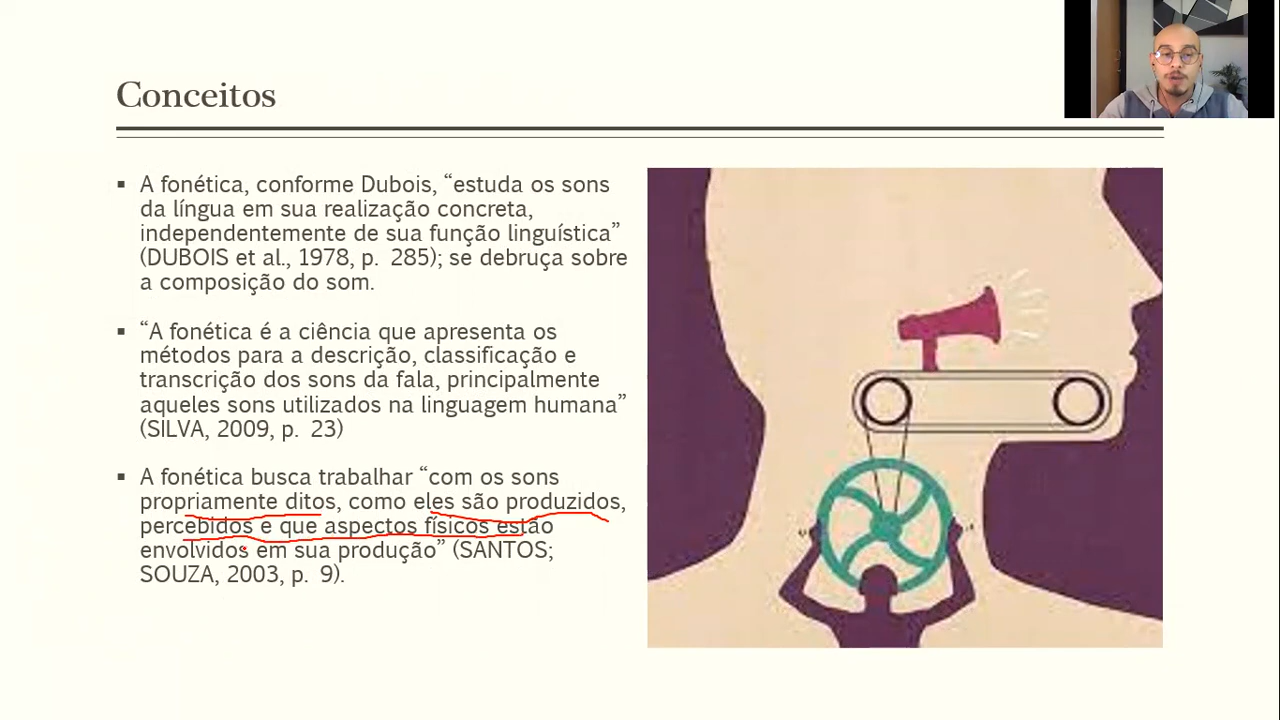 Conceitos
▪ A fonética, conforme Dubois, “estuda os sons
da língua em sua realização concreta,
independentemente de sua função linguística”
(DUBOIS et al., 1978, p. 285); se debruça sobre
a composição do som.
▪ “A fonética é a ciência que apresenta os
métodos para a descrição, classificação e
transcrição dos sons da fala, principalmente
aqueles sons utilizados na linguagem humana”
(SILVA, 2009, p. 23)
▪ A fonética busca trabalhar “com os sons
propriamente ditos, como eles são produzidos,
percebidos e que aspectos físicos estão
envolvidos em sua produção” (SANTOS;
SOUZA, 2003, p. 9).